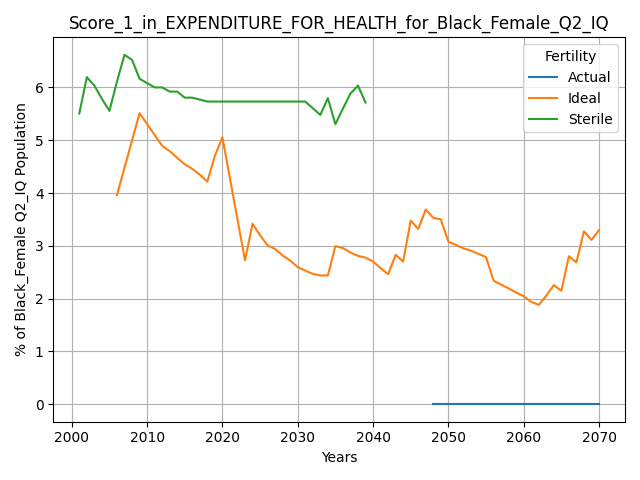 Score_1_in_EXPENDITURE_FOR_HEALTH_for_Black_Female_Q2_IQ
Fertility
Actual
Ideal
Sterile
% of Black_Female Q2_IQ Population
6
5
4
3
2
1
0
2000 2010 2020 2030 2040 2050 2060 2070
Years